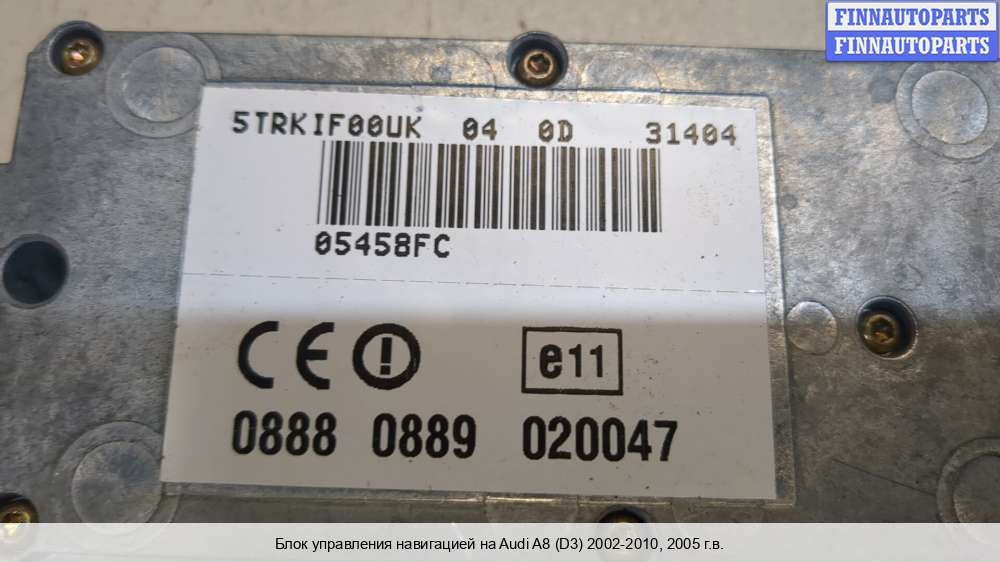 FINNAUTOPARTS
FINNAUTOPARTS
5TRKIF00UK 04 0D 31404
05458FC
CE e11
0888 0889 020047
Блок управления навигацией на Audi A8 (D3) 2002-2010, 2005 г.в.